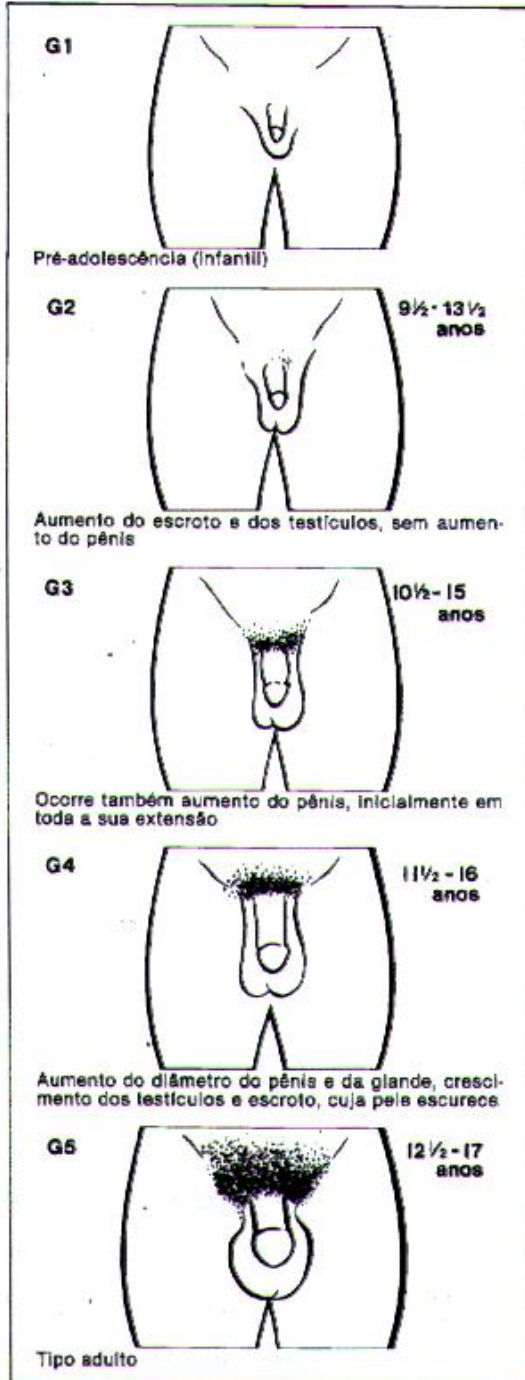 G1
Pré-adolescência (infantil)
G2
9½ - 13½
anos
Aumento do escroto e dos testículos, sem aumen-
to do pênis
G3
10½ - 15
anos
Ocorre também aumento do pênis, inicialmente em
toda a sua extensão
G4
11½ - 16
anos
Aumento do diâmetro do pênis e da glande, cresci-
mento dos testículos e escroto, cuja pele escurece
G5
12½ - 17
anos
Tipo adulto